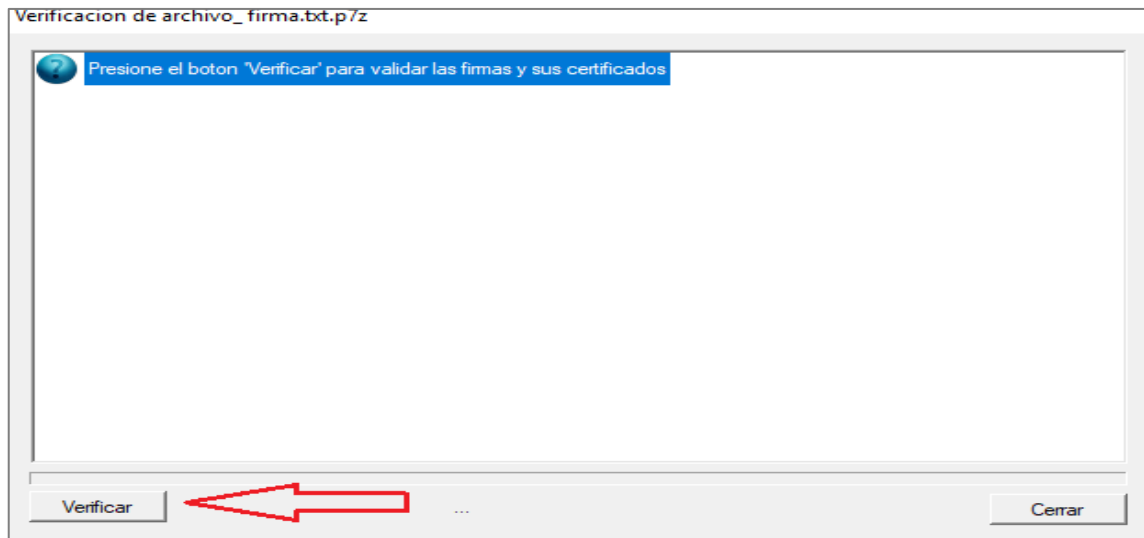 Verificacion de archivo_ firma.txt.p7z
Presione el boton 'Verificar' para validar las firmas y sus certificados
Verificar
...
Cerrar